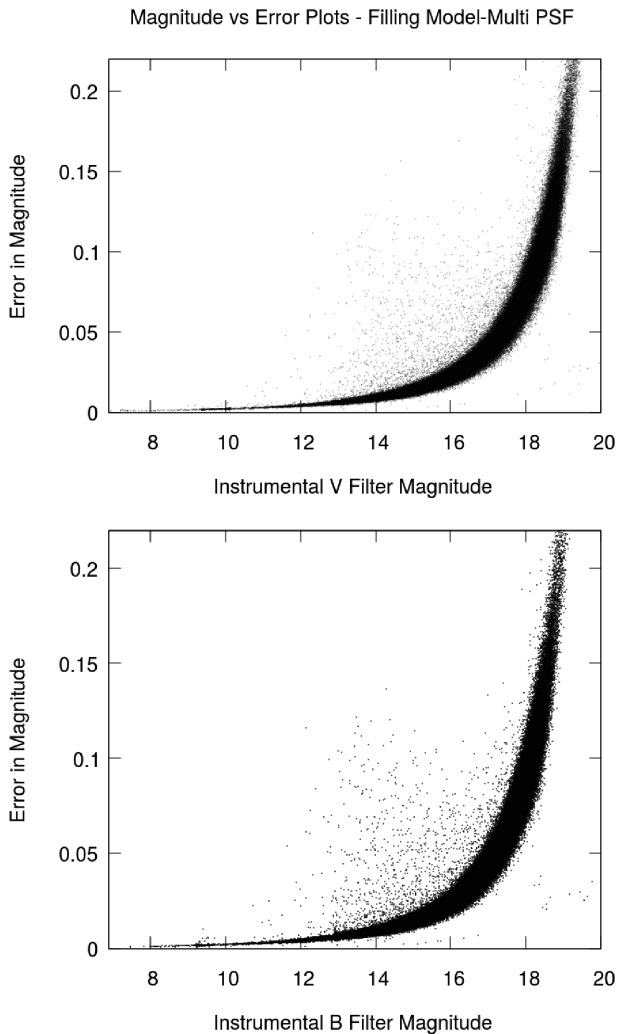 Magnitude vs Error Plots - Filling Model-Multi PSF
0.2
0.15
0.1
0.05
0
Error in Magnitude
8 10 12 14 16 18 20
Instrumental V Filter Magnitude
0.2
0.15
0.1
0.05
0
Error in Magnitude
8 10 12 14 16 18 20
Instrumental B Filter Magnitude